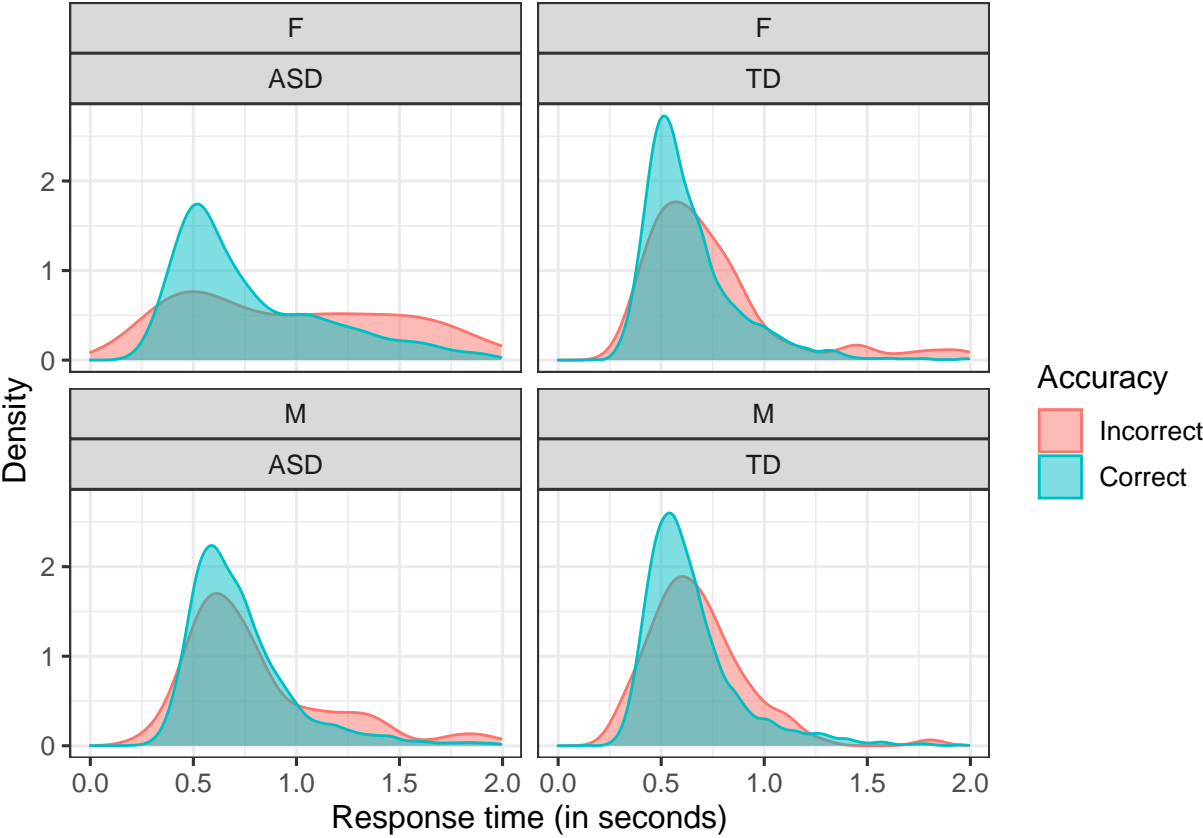 F
F
ASD
TD
2
1
0
M
M
ASD
TD
2
1
0
0.0 0.5 1.0 1.5 2.0
0.0 0.5 1.0 1.5 2.0
Density
Response time (in seconds)
Accuracy
Incorrect
Correct